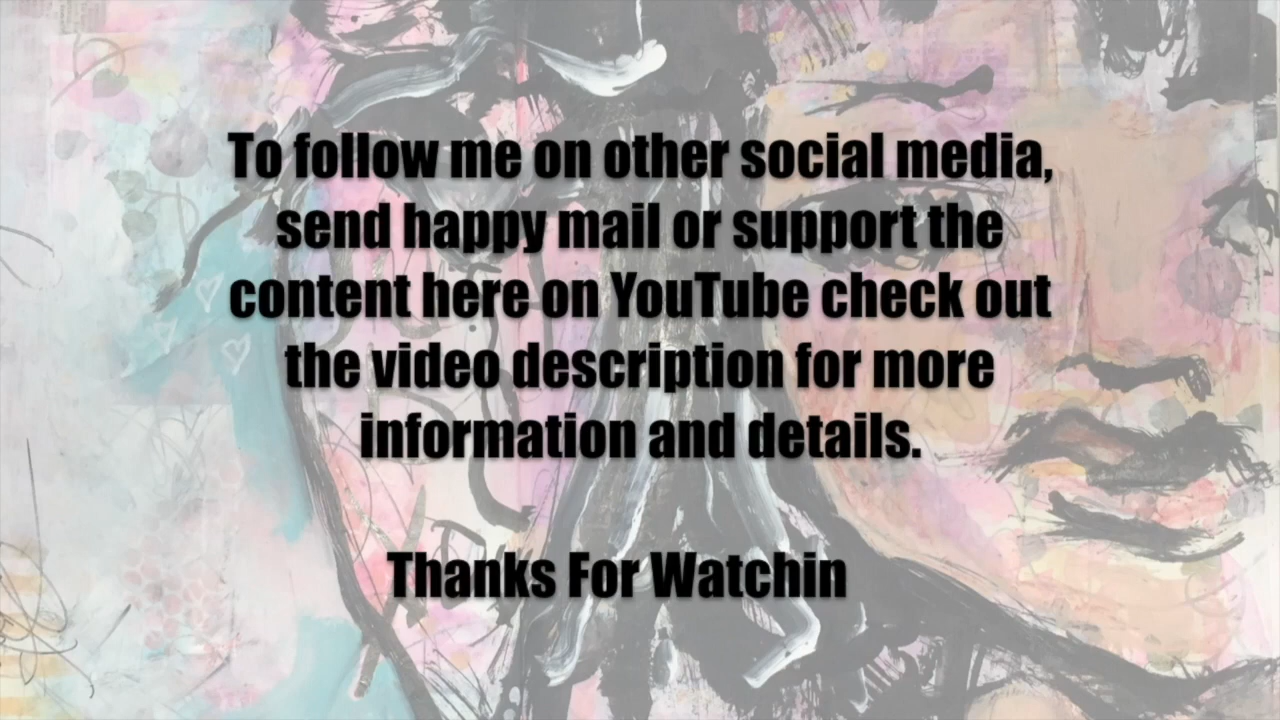 To follow me on other social media,
send happy mail or support the
content here on YouTube check out
the video description for more
information and details.
Thanks For Watchin